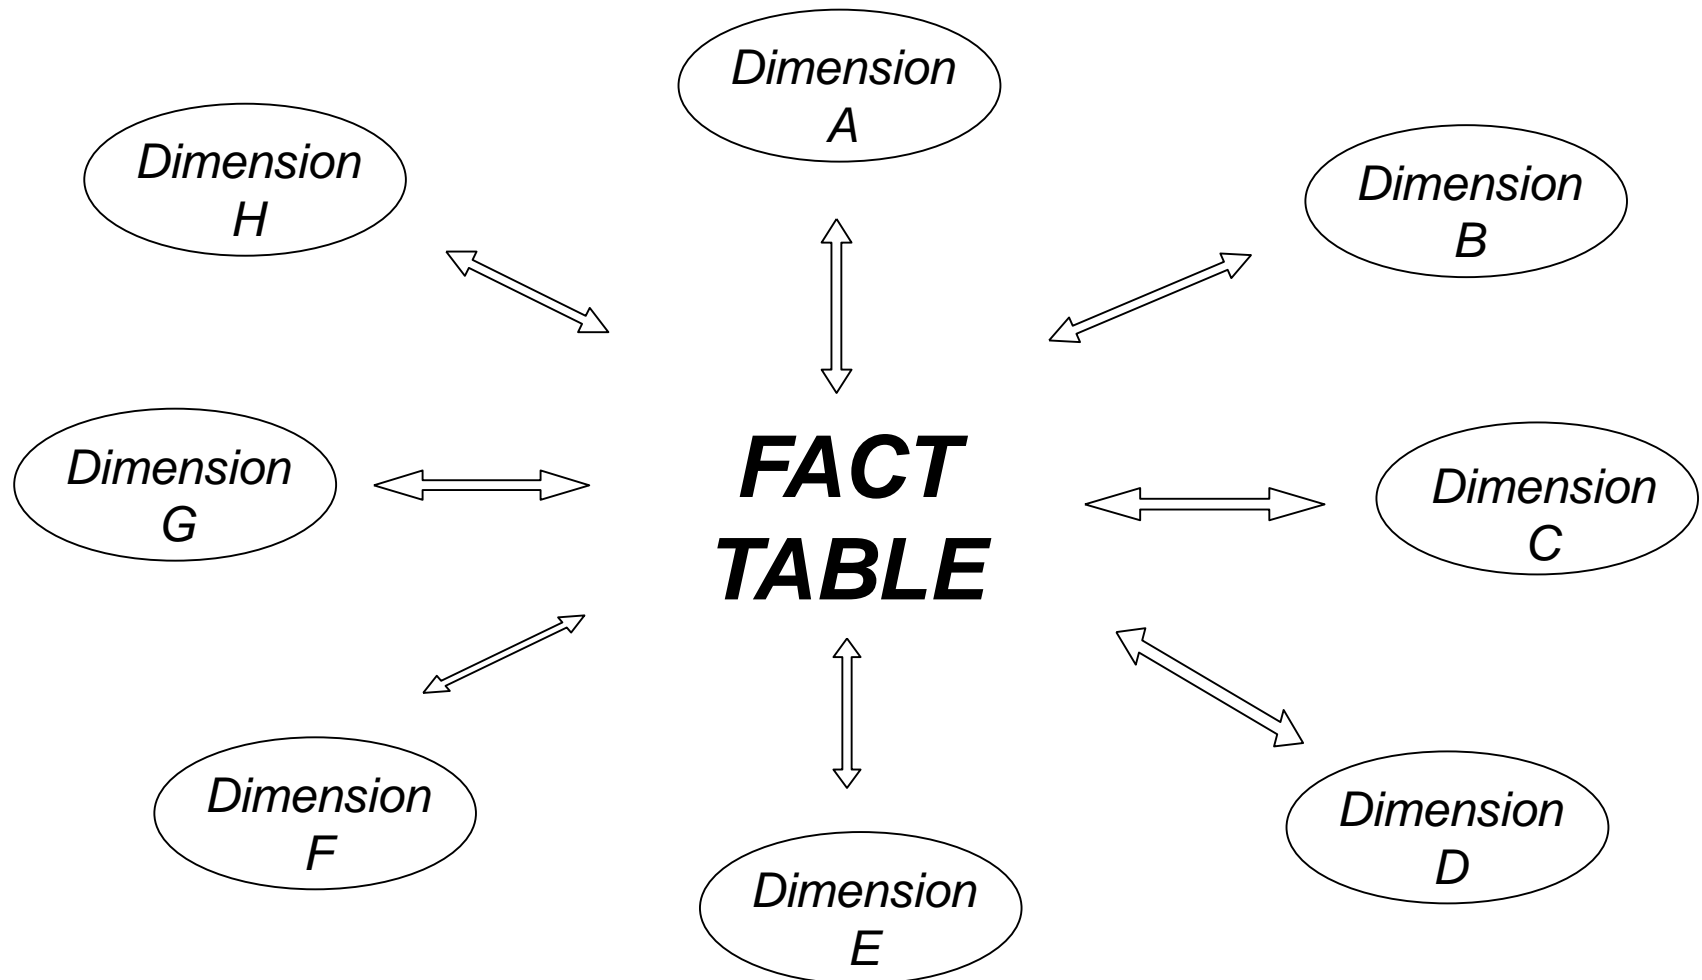 Dimension
A
Dimension
H
Dimension
B
Dimension
G
FACT
TABLE
Dimension
C
Dimension
F
Dimension
E
Dimension
D